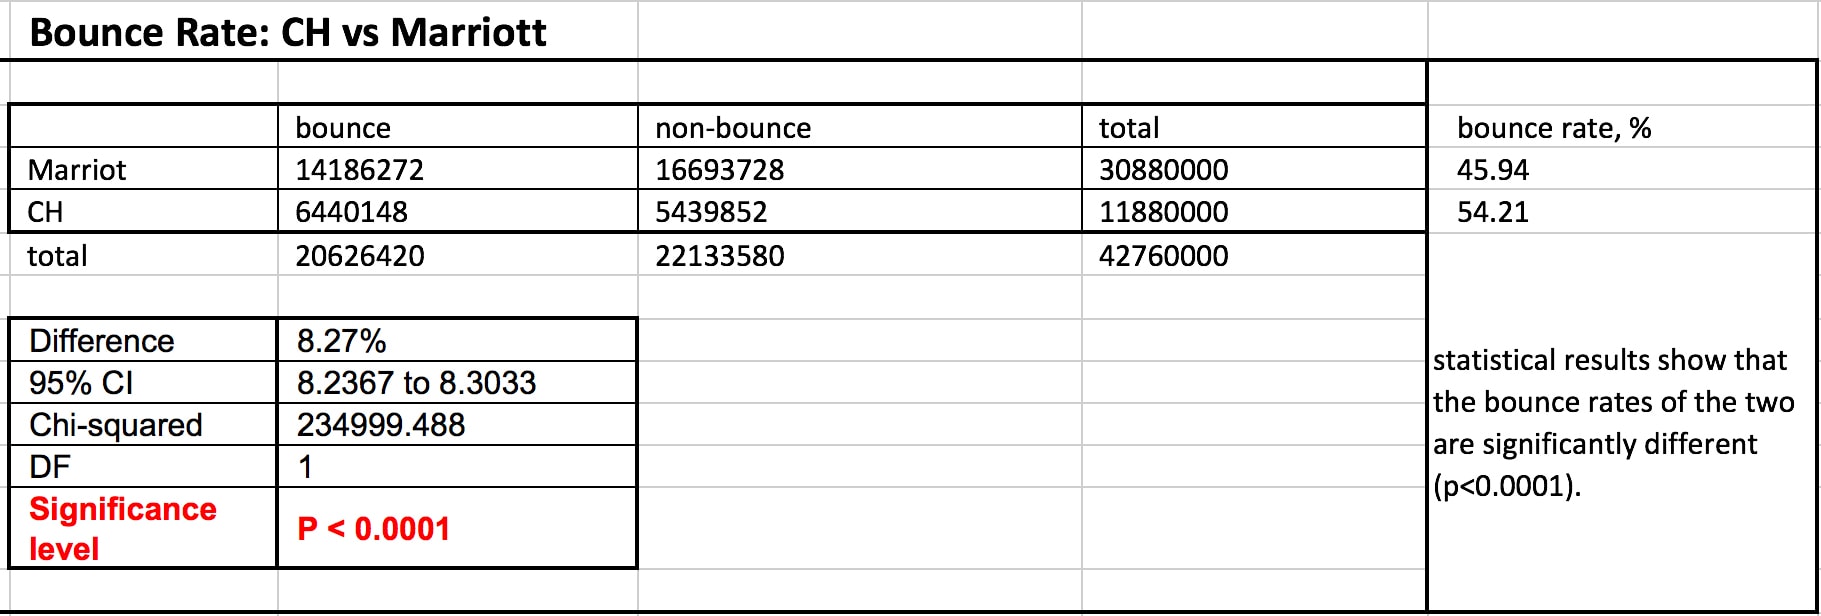 Bounce Rate: CH vs Marriott
bounce non-bounce total bounce rate, %
Marriot 14186272 16693728 30880000 45.94
CH 6440148 5439852 11880000 54.21
total 20626420 22133580 42760000
Difference 8.27%
95% CI 8.2367 to 8.3033
Chi-squared 234999.488
DF 1
Significance
level P < 0.0001
statistical results show that
the bounce rates of the two
are significantly different
(p<0.0001).